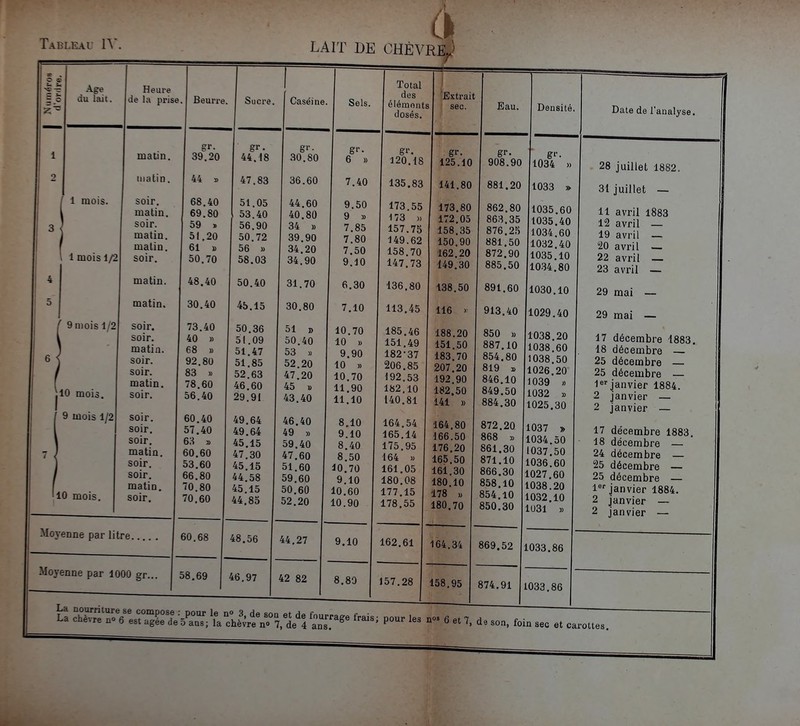 TABLEAU IV. LAIT DE CHÈVRE
Numéros d'ordre. Age du lait. Heure de la prise. Beurre. Sucre. Caséine. Sels. Total des éléments dosés. Extrait sec. Eau. Densité. Date de l'analyse.
gr. gr. gr. gr. gr. gr. gr. gr.
1 matin. 39.20 44.18 30.80 6 » 120.18 125.10 908.90 1034 » 28 juillet 1882.
2 matin. 44 » 47.83 36.60 7.40 135.83 141.80 881.20 1033 » 31 juillet —
3 1 mois. soir. 68.40 51.05 44.60 9.50 173.55 173.80 862.80 1035.60 11 avril 1883
matin. 69.80 53.40 40.80 9 » 173 » 172.05 863.35 1035.40 12 avril —
soir. 59 » 56.90 34 » 7.85 157.75 158.35 876.25 1034.60 19 avril —
matin. 51.20 50.72 39.90 7.80 149.62 150.90 881.50 1032.40 20 avril —
matin. 61 » 56 » 34.20 7.50 158.70 162.20 872.90 1035.10 22 avril —
1 mois 1/2 soir. 50.70 58.03 34.90 9.10 147.73 149.30 885.50 1034.80 23 avril —
4 matin. 48.40 50.40 31.70 6.30 136.80 138.50 891.60 1030.10 29 mai —
5 matin. 30.40 45.15 30.80 7.10 113.45 116 » 913.40 1029.40 29 mai —
6 9 mois 1/2 soir. 73.40 50.36 51 » 10.70 185.46 188.20 850 » 1038.20 17 décembre 1883.
soir. 40 » 51.09 50.40 10 » 151.49 151.50 887.10 1038.60 18 décembre —
matin. 68 » 51.47 53 » 9.90 182·37 183.70 854.80 1038.50 25 décembre —
soir. 92.80 51.85 52.20 10 » 206.85 207.20 819 » 1026.20 25 décembre —
soir. 83 » 52.63 47.20 10.70 192.53 192.90 846.10 1039 » 1er janvier 1884.
matin. 78.60 46.60 45 » 11.90 182.10 182.50 849.50 1032 » 2 janvier —
10 mois. soir. 56.40 29.91 43.40 11.10 140.81 141 » 884.30 1025.30 2 janvier —
7 9 mois 1/2 soir. 60.40 49.64 46.40 8.10 164.54 164.80 872.20 1037 » 17 décembre 1883.
soir. 57.40 49.64 49 » 9.10 165.14 166.50 868 » 1034.50 18 décembre —
soir. 63 » 45.15 59.40 8.40 175.95 176.20 861.30 1037.50 24 décembre —
matin. 60.60 47.30 47.60 8.50 164 » 165.50 871.10 1036.60 25 décembre —
soir. 53.60 45.15 51.60 10.70 161.05 161.30 866.30 1027.60 25 décembre —
soir. 66.80 44.58 59.60 9.10 180.08 180.10 858.10 1038.20 1er janvier 1884.
matin. 70.80 45.15 50.60 10.60 177.15 178 » 854.10 1032.10 2 janvier —
10 mois. soir. 70.60 44.85 52.20 10.90 178.55 180.70 850.30 1031 » 2 janvier —
Moyenne par litre..... 60.68 48.56 44.27 9.10 162.61 164.34 869.52 1033.86
Moyenne par 1000 gr... 58.69 46.97 42 82 8.80 157.28 158.95 874.91 1033.86
La nourriture se compose : pour le nº 3, de son et de fourrage frais; pour les nos 6 et 7, de son, foin sec et carottes.
La chèvre nº 6 est âgée de 5 ans; la chèvre nº 7, de 4 ans.